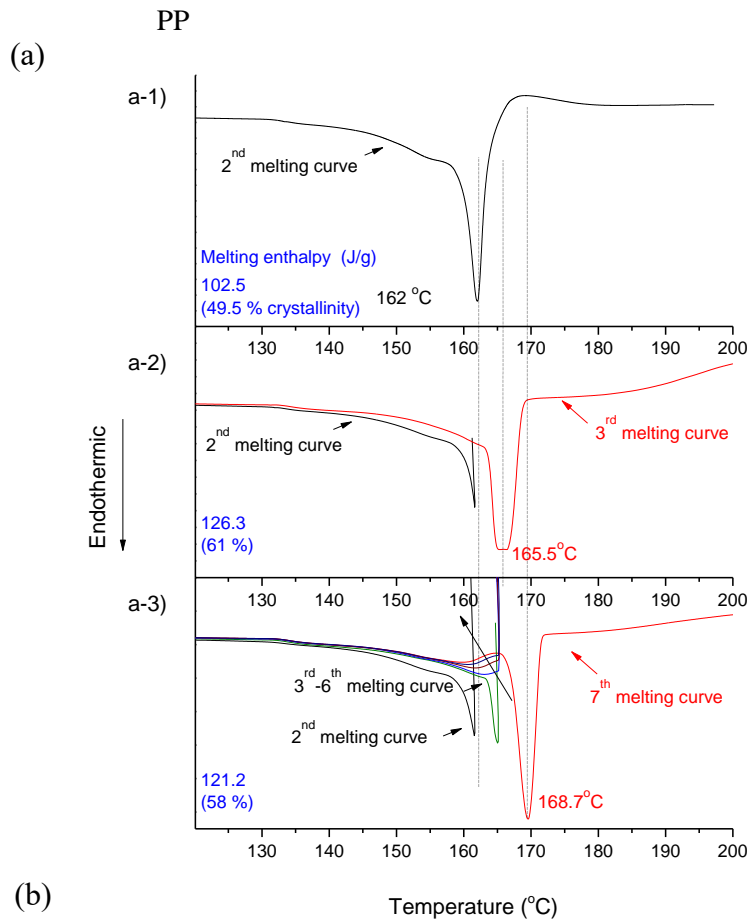 PP
(a)
a-1)
2nd melting curve
Melting enthalpy (J/g)
102.5
(49.5 % crystallinity)
162 °C
130 140 150 160 170 180 190 200
a-2)
2nd melting curve
3rd melting curve
Endothermic
126.3
(61 %)
165.5°C
130 140 150 160 170 180 190 200
a-3)
3rd-6th melting curve
7th melting curve
2nd melting curve
121.2
(58 %)
168.7°C
130 140 150 160 170 180 190 200
(b)
Temperature (°C)